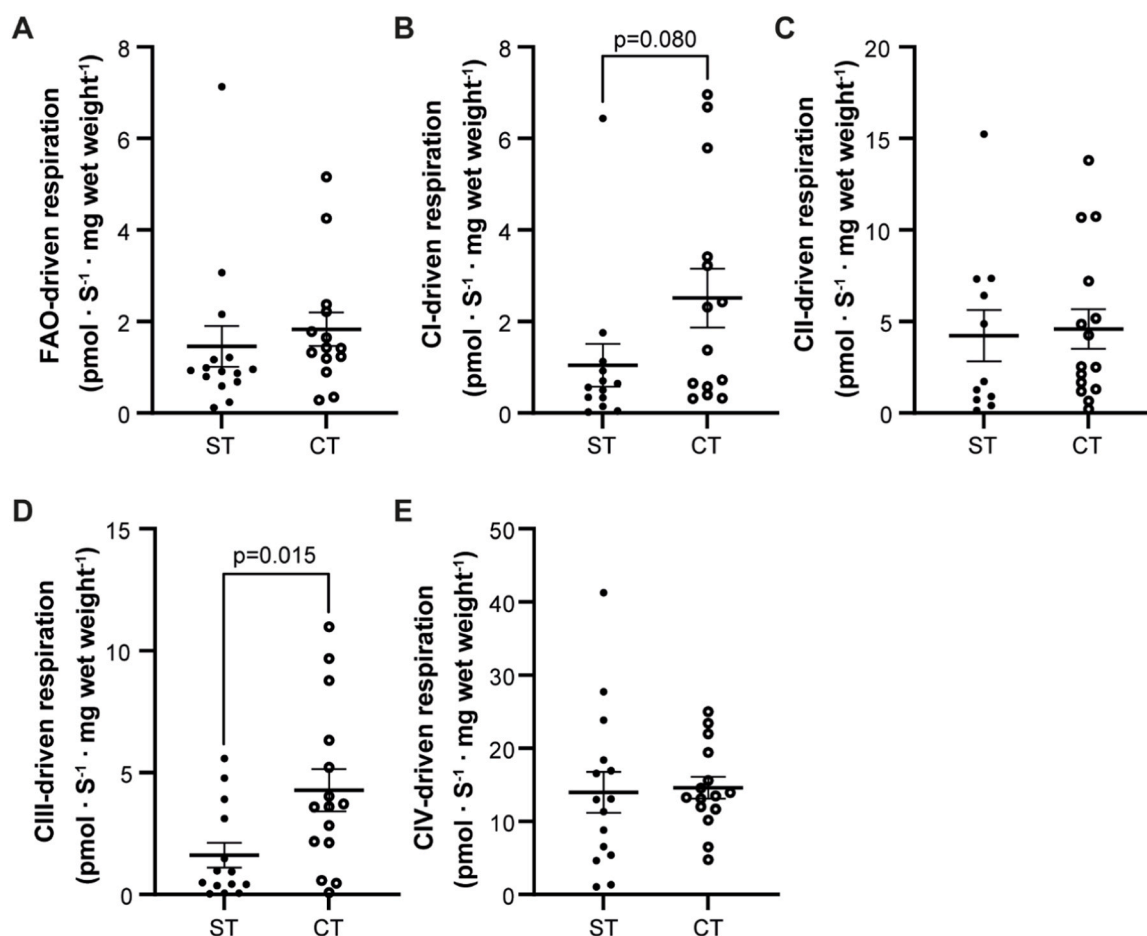 A
FAO-driven respiration
(pmol · S⁻¹ · mg wet weight⁻¹)
8
6
4
2
0
ST
CT
B
CI-driven respiration
(pmol · S⁻¹ · mg wet weight⁻¹)
p=0.080
8
6
4
2
0
ST
CT
C
CII-driven respiration
(pmol · S⁻¹ · mg wet weight⁻¹)
20
15
10
5
0
ST
CT
D
CIII-driven respiration
(pmol · S⁻¹ · mg wet weight⁻¹)
p=0.015
15
10
5
0
ST
CT
E
CIV-driven respiration
(pmol · S⁻¹ · mg wet weight⁻¹)
50
40
30
20
10
0
ST
CT